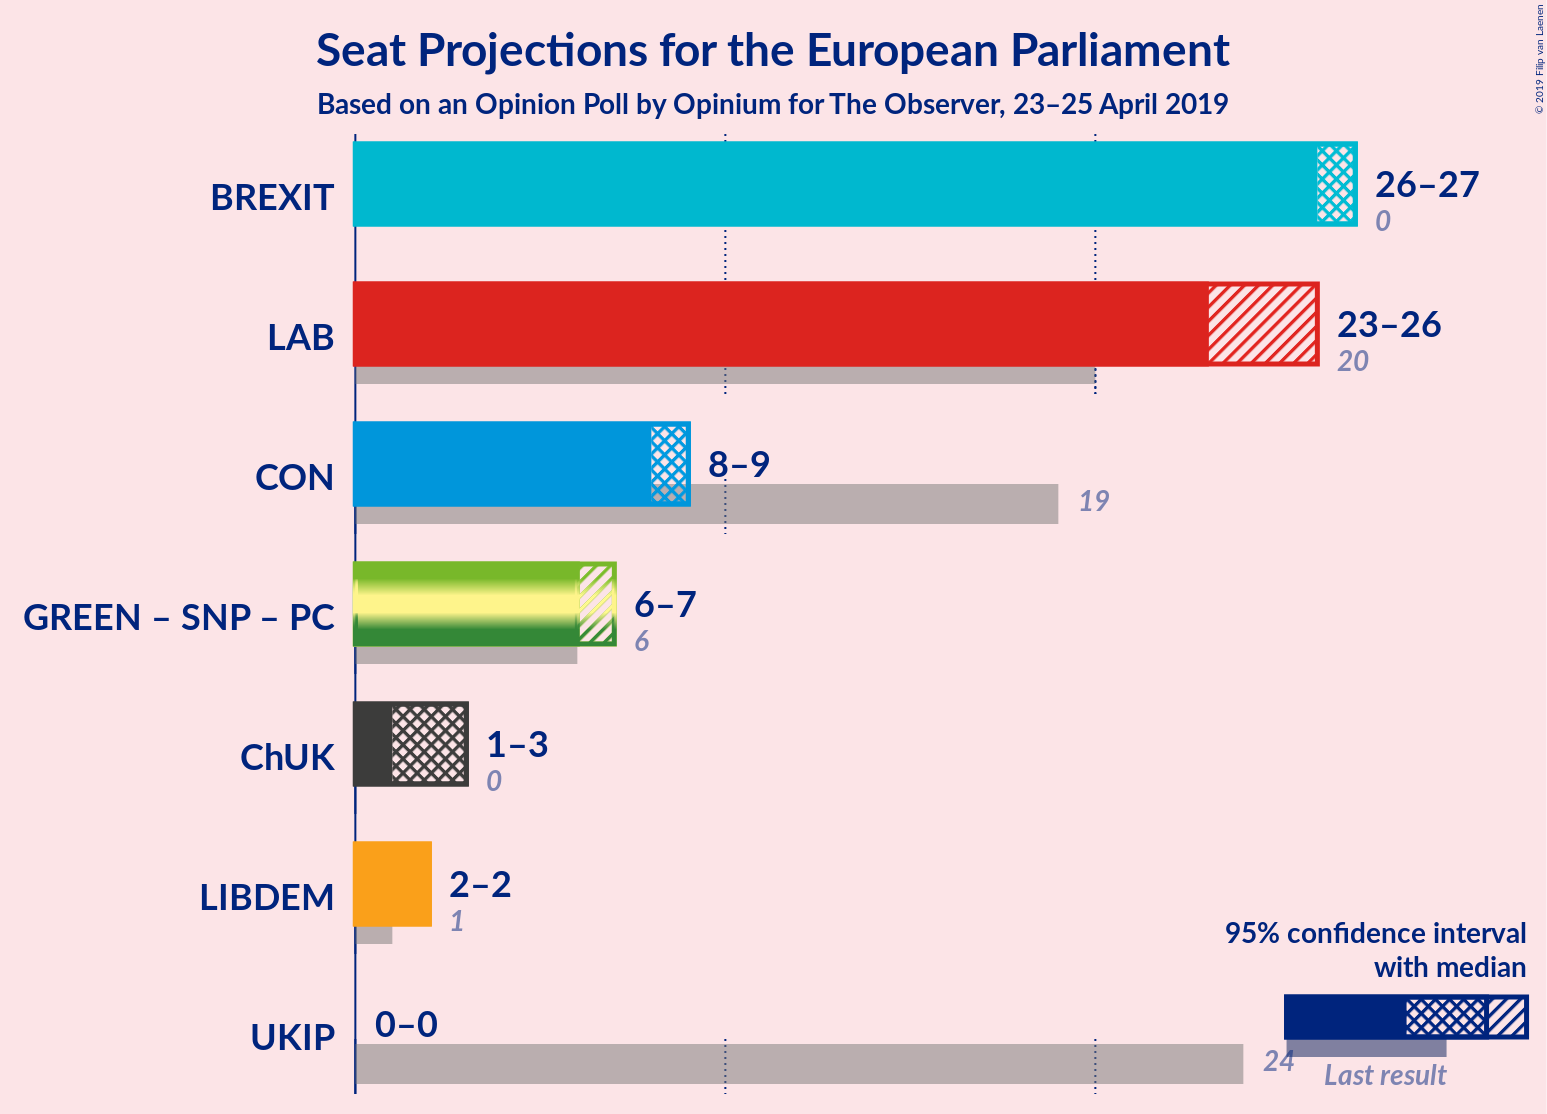 Seat Projections for the European Parliament
Based on an Opinion Poll by Opinium for The Observer, 23–25 April 2019
© 2019 Filip van Laenen
BREXIT
26–27
0
LAB
23–26
20
CON
8–9
19
GREEN – SNP – PC
6–7
6
ChUK
1–3
0
LIBDEM
2–2
1
UKIP
0–0
24
95% confidence interval
with median
Last result